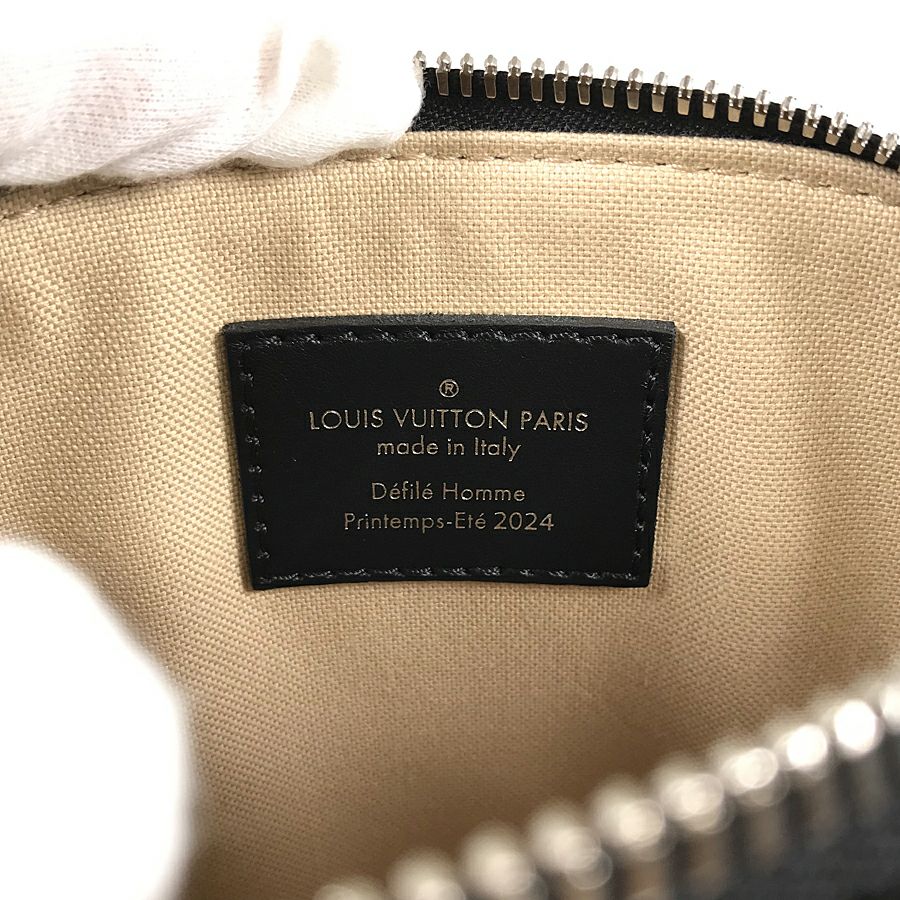 ®
LOUIS VUITTON PARIS
made in Italy
Défilé Homme
Printemps-Eté 2024